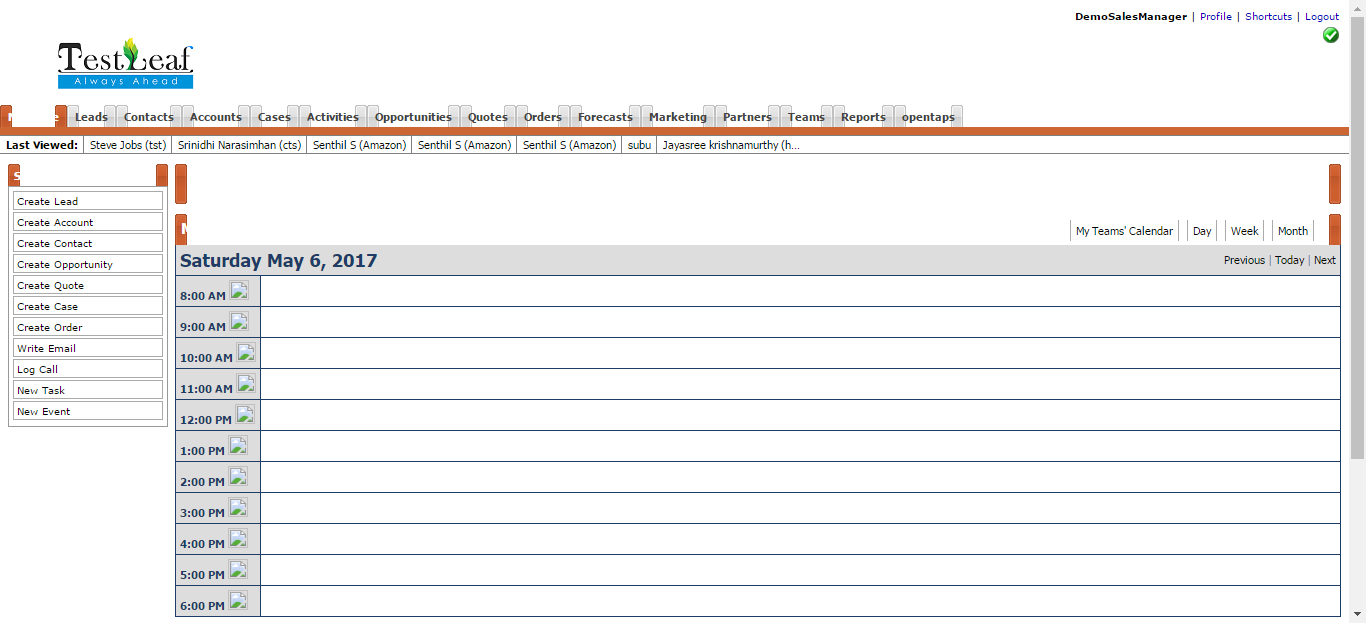 DemoSalesManager | Profile | Shortcuts | Logout
TestLeaf
Always Ahead
Leads Contacts Accounts Cases Activities Opportunities Quotes Orders Forecasts Marketing Partners Teams Reports opentaps
Last Viewed: Steve Jobs (tst) Srinidhi Narasimhan (cts) Senthil S (Amazon) Senthil S (Amazon) Senthil S (Amazon) subu Jayasree krishnamurthy (h...
Create Lead
Create Account
Create Contact
Create Opportunity
Create Quote
Create Case
Create Order
Write Email
Log Call
New Task
New Event
My Teams' Calendar Day Week Month
Saturday May 6, 2017 Previous | Today | Next
8:00 AM
9:00 AM
10:00 AM
11:00 AM
12:00 PM
1:00 PM
2:00 PM
3:00 PM
4:00 PM
5:00 PM
6:00 PM